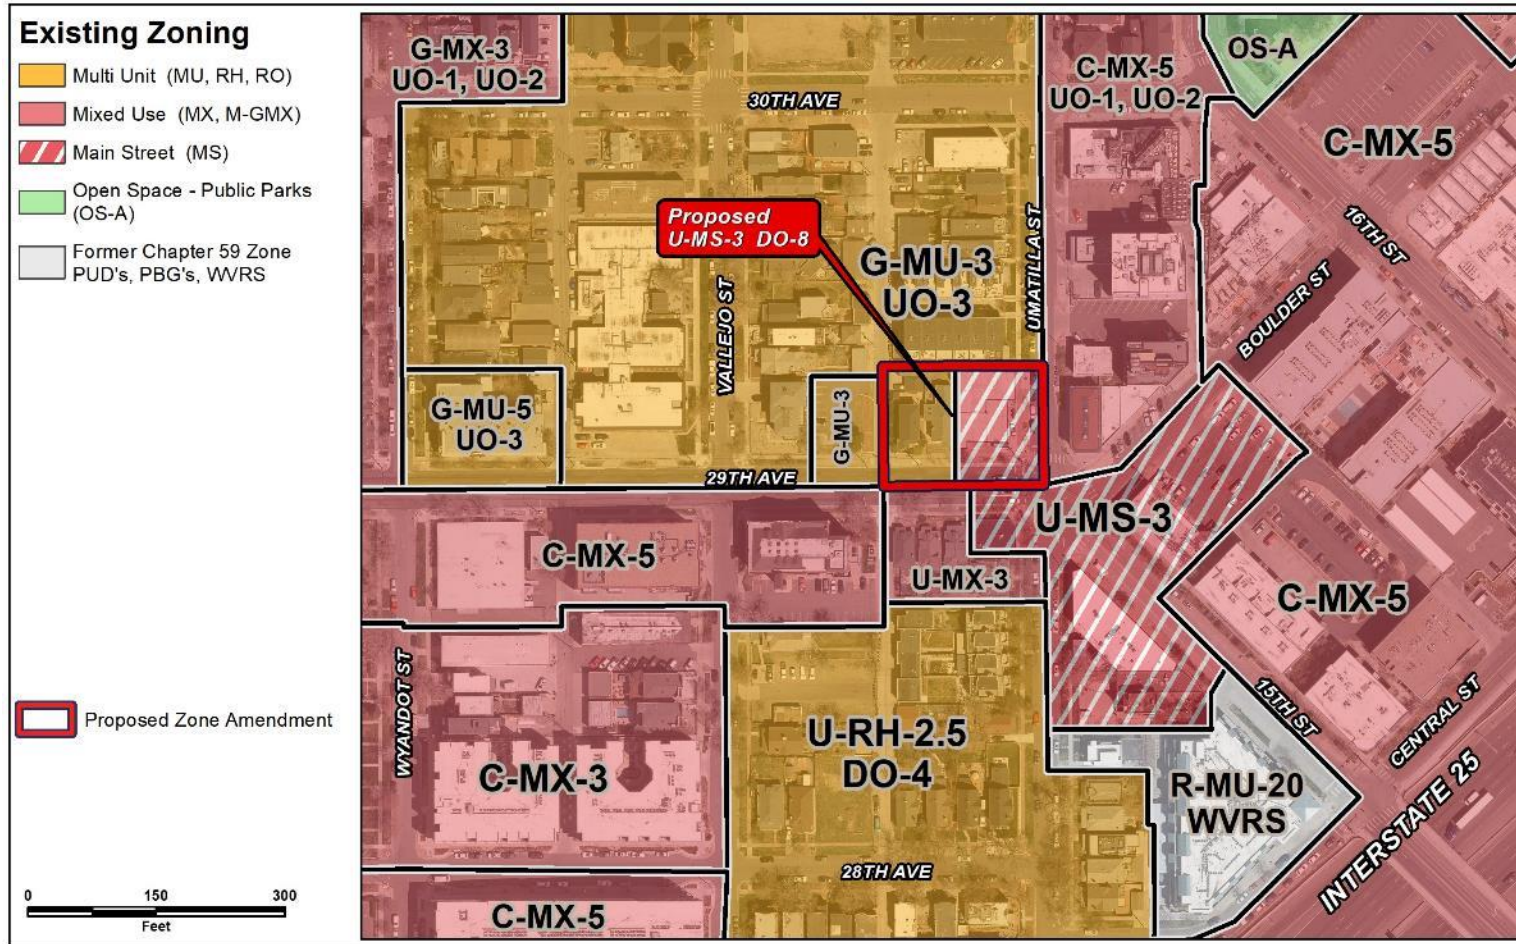 Existing Zoning
Multi Unit (MU, RH, RO)
Mixed Use (MX, M-GMX)
Main Street (MS)
Open Space - Public Parks
(OS-A)
Former Chapter 59 Zone
PUD's, PBG's, WVRS
Proposed Zone Amendment
0 150 300
Feet
G-MX-3
UO-1, UO-2
30TH AVE
C-MX-5
UO-1, UO-2
OS-A
C-MX-5
16TH ST
BOULDER ST
Proposed
U-MS-3 DO-8
G-MU-3
UO-3
UMATILLA ST
VALLEJO ST
G-MU-5
UO-3
G-MU-3
29TH AVE
U-MS-3
C-MX-5
U-MX-3
C-MX-5
WYANDOT ST
C-MX-3
U-RH-2.5
DO-4
15TH ST
CENTRAL ST
R-MU-20
WVRS
INTERSTATE 25
28TH AVE
C-MX-5